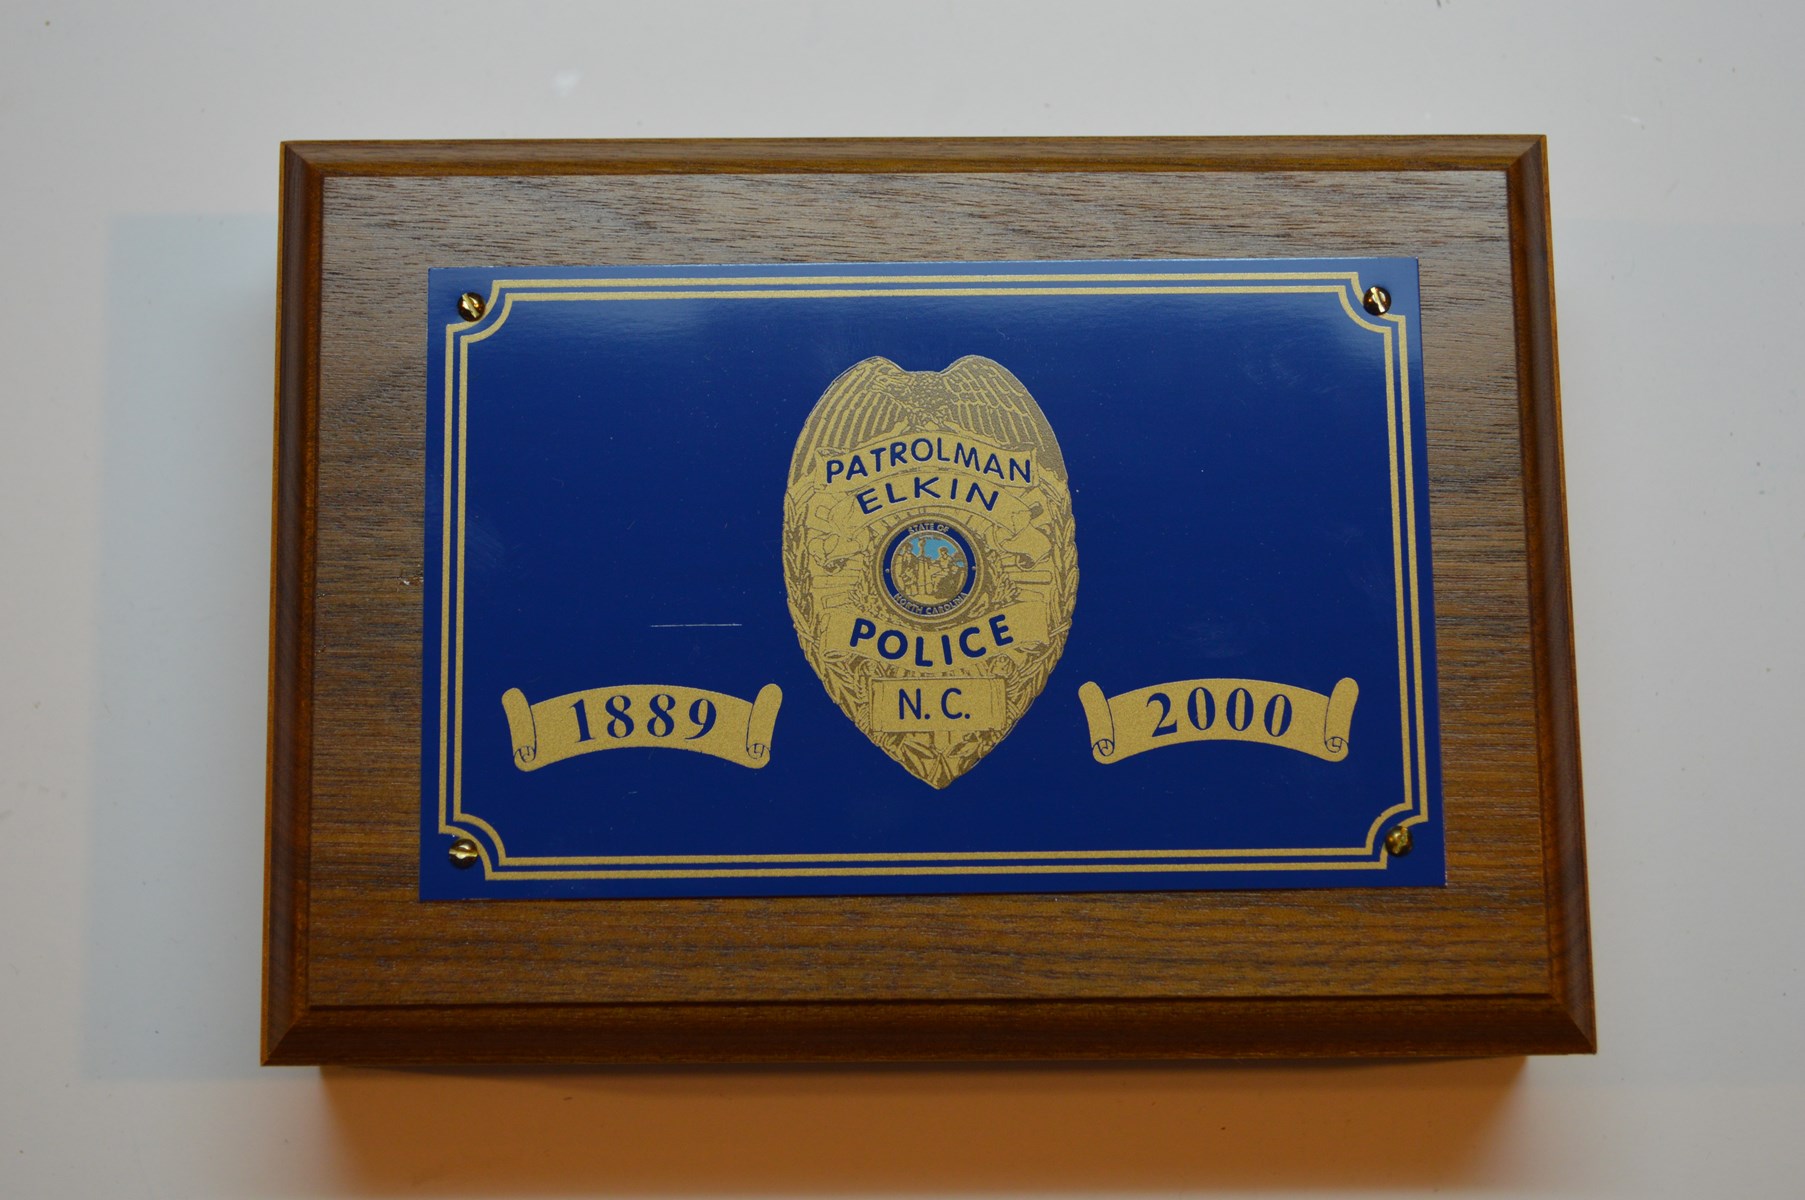 PATROLMAN
ELKIN
STATE OF
NORTH CAROLINA
POLICE
N. C.
1889
2000